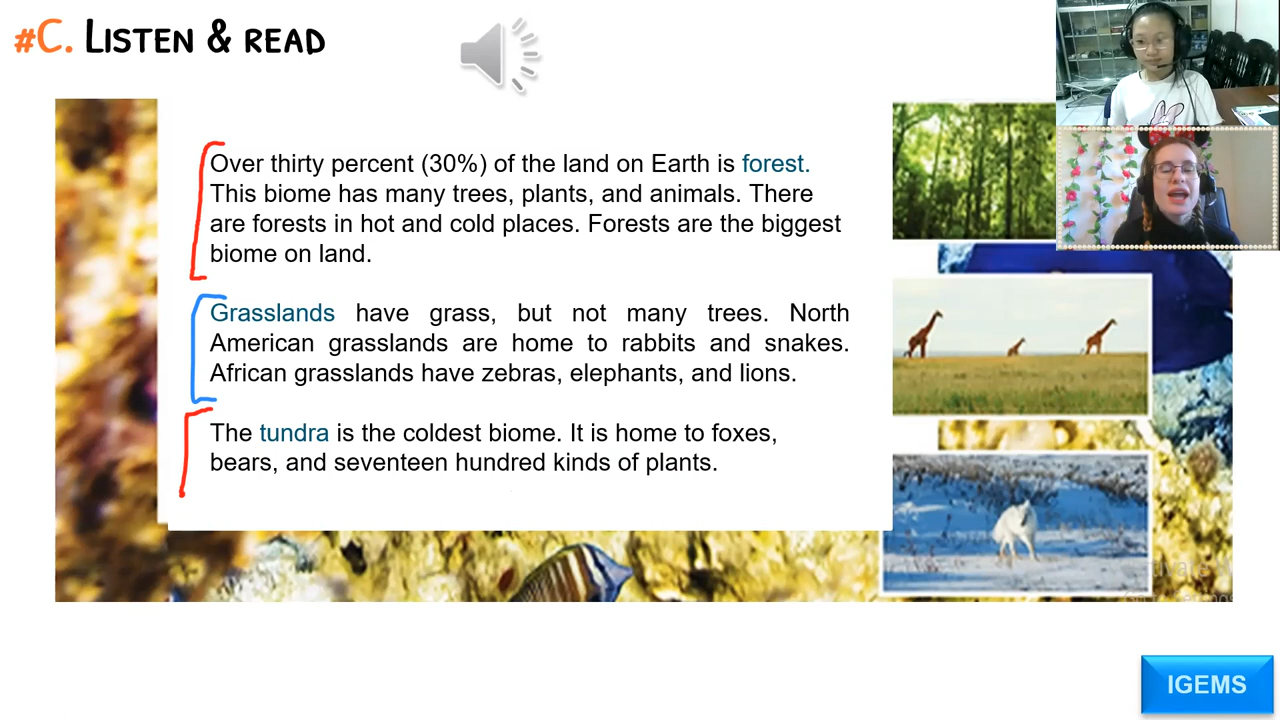 #C. LISTEN & READ
Over thirty percent (30%) of the land on Earth is forest.
This biome has many trees, plants, and animals. There
are forests in hot and cold places. Forests are the biggest
biome on land.
Grasslands have grass, but not many trees. North
American grasslands are home to rabbits and snakes.
African grasslands have zebras, elephants, and lions.
The tundra is the coldest biome. It is home to foxes,
bears, and seventeen hundred kinds of plants.
IGEMS